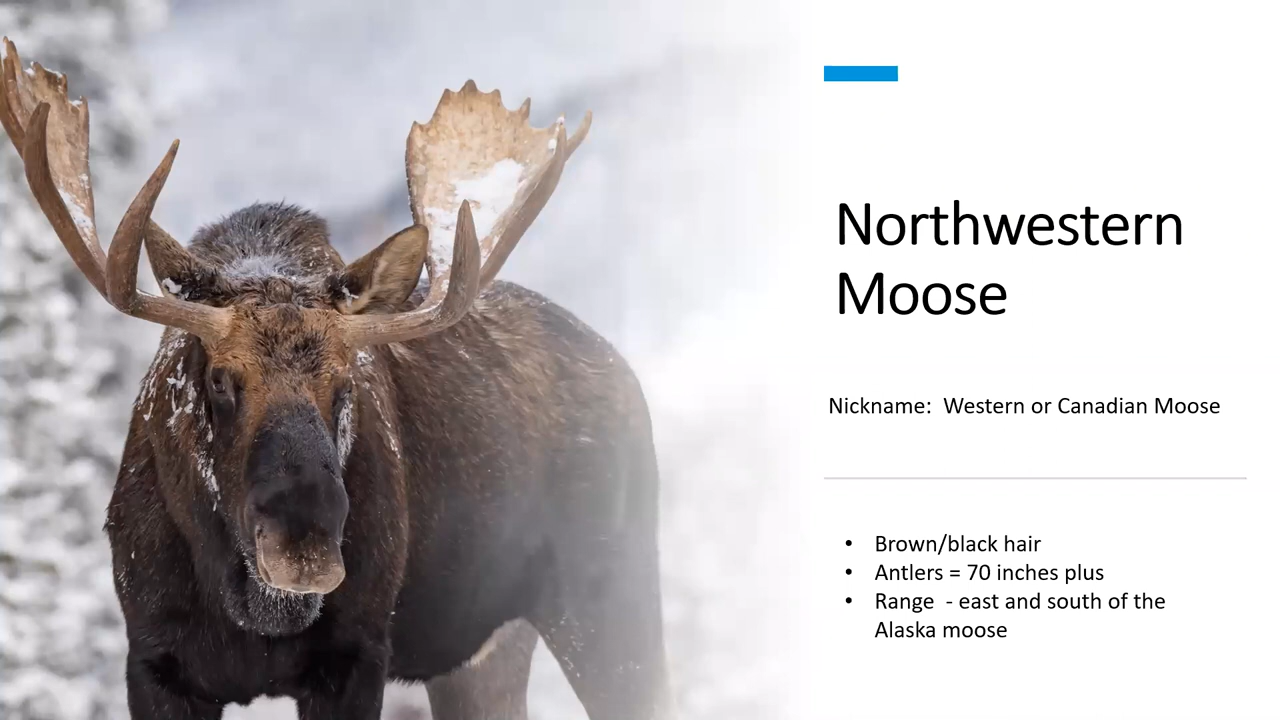 Northwestern
Moose
Nickname:  Western or Canadian Moose
• Brown/black hair
• Antlers = 70 inches plus
• Range  - east and south of the
Alaska moose